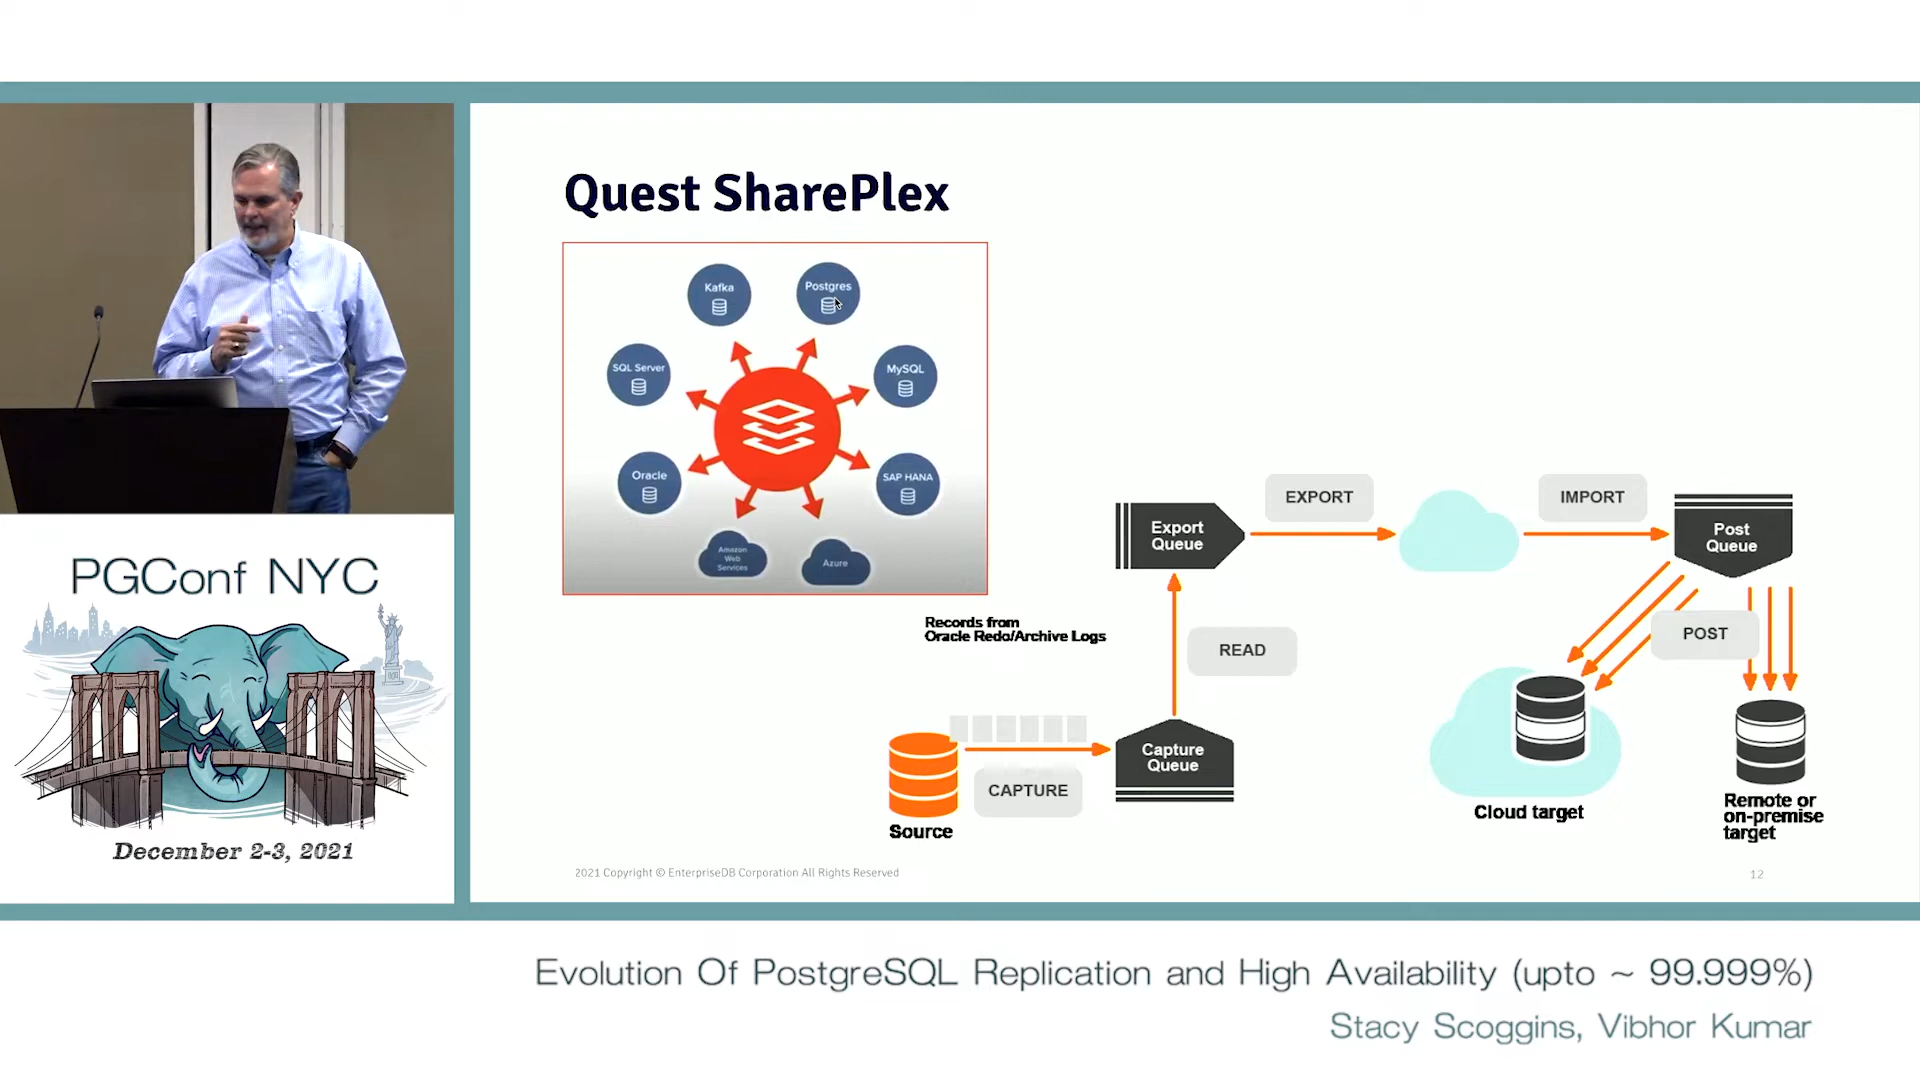 Quest SharePlex
Kafka
Postgres
SQL Server
MySQL
Oracle
SAP HANA
Amazon
Web
Services
Azure
Export
Queue
EXPORT
IMPORT
Post
Queue
Records from
Oracle Redo/Archive Logs
READ
POST
Capture
Queue
CAPTURE
Source
Cloud target
Remote or
on-premise
target
2021 Copyright © EnterpriseDB Corporation All Rights Reserved
12
PGConf NYC
December 2-3, 2021
Evolution Of PostgreSQL Replication and High Availability (upto ~ 99.999%)
Stacy Scoggins, Vibhor Kumar